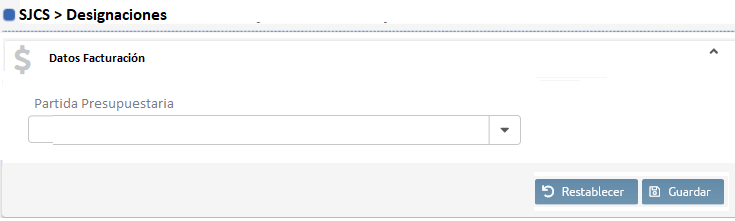 SJCS > Designaciones
Datos Facturación
Partida Presupuestaria
Restablecer Guardar